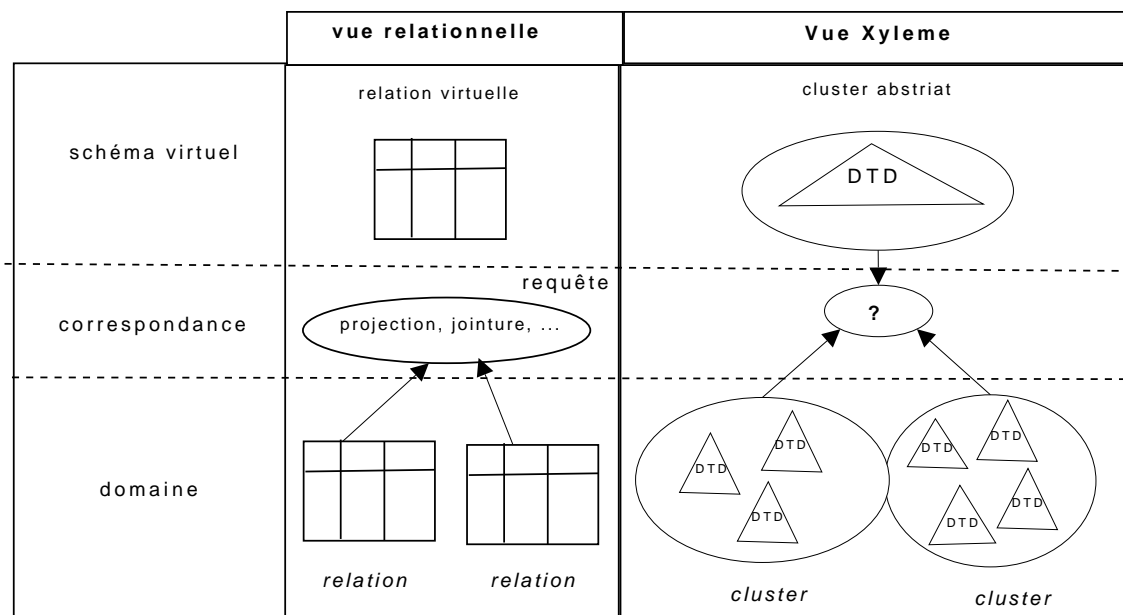 vue relationnelle
Vue Xyleme
schéma virtuel
relation virtuelle
cluster abstriat
DTD
correspondance
requête
projection, jointure, ...
?
domaine
DTD
DTD
DTD
DTD
DTD
DTD
DTD
relation
relation
cluster
cluster